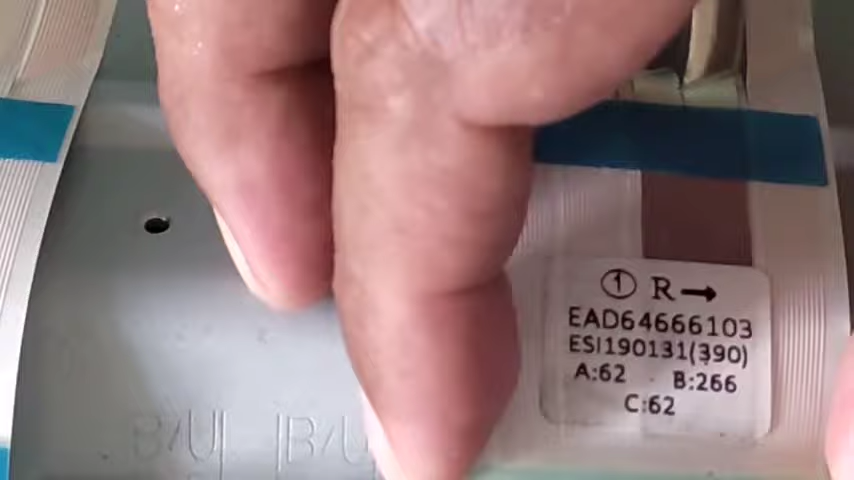 ① R→
EAD64666103
ESI190131(390)
A:62 B:266
C:62
B/U
B/U